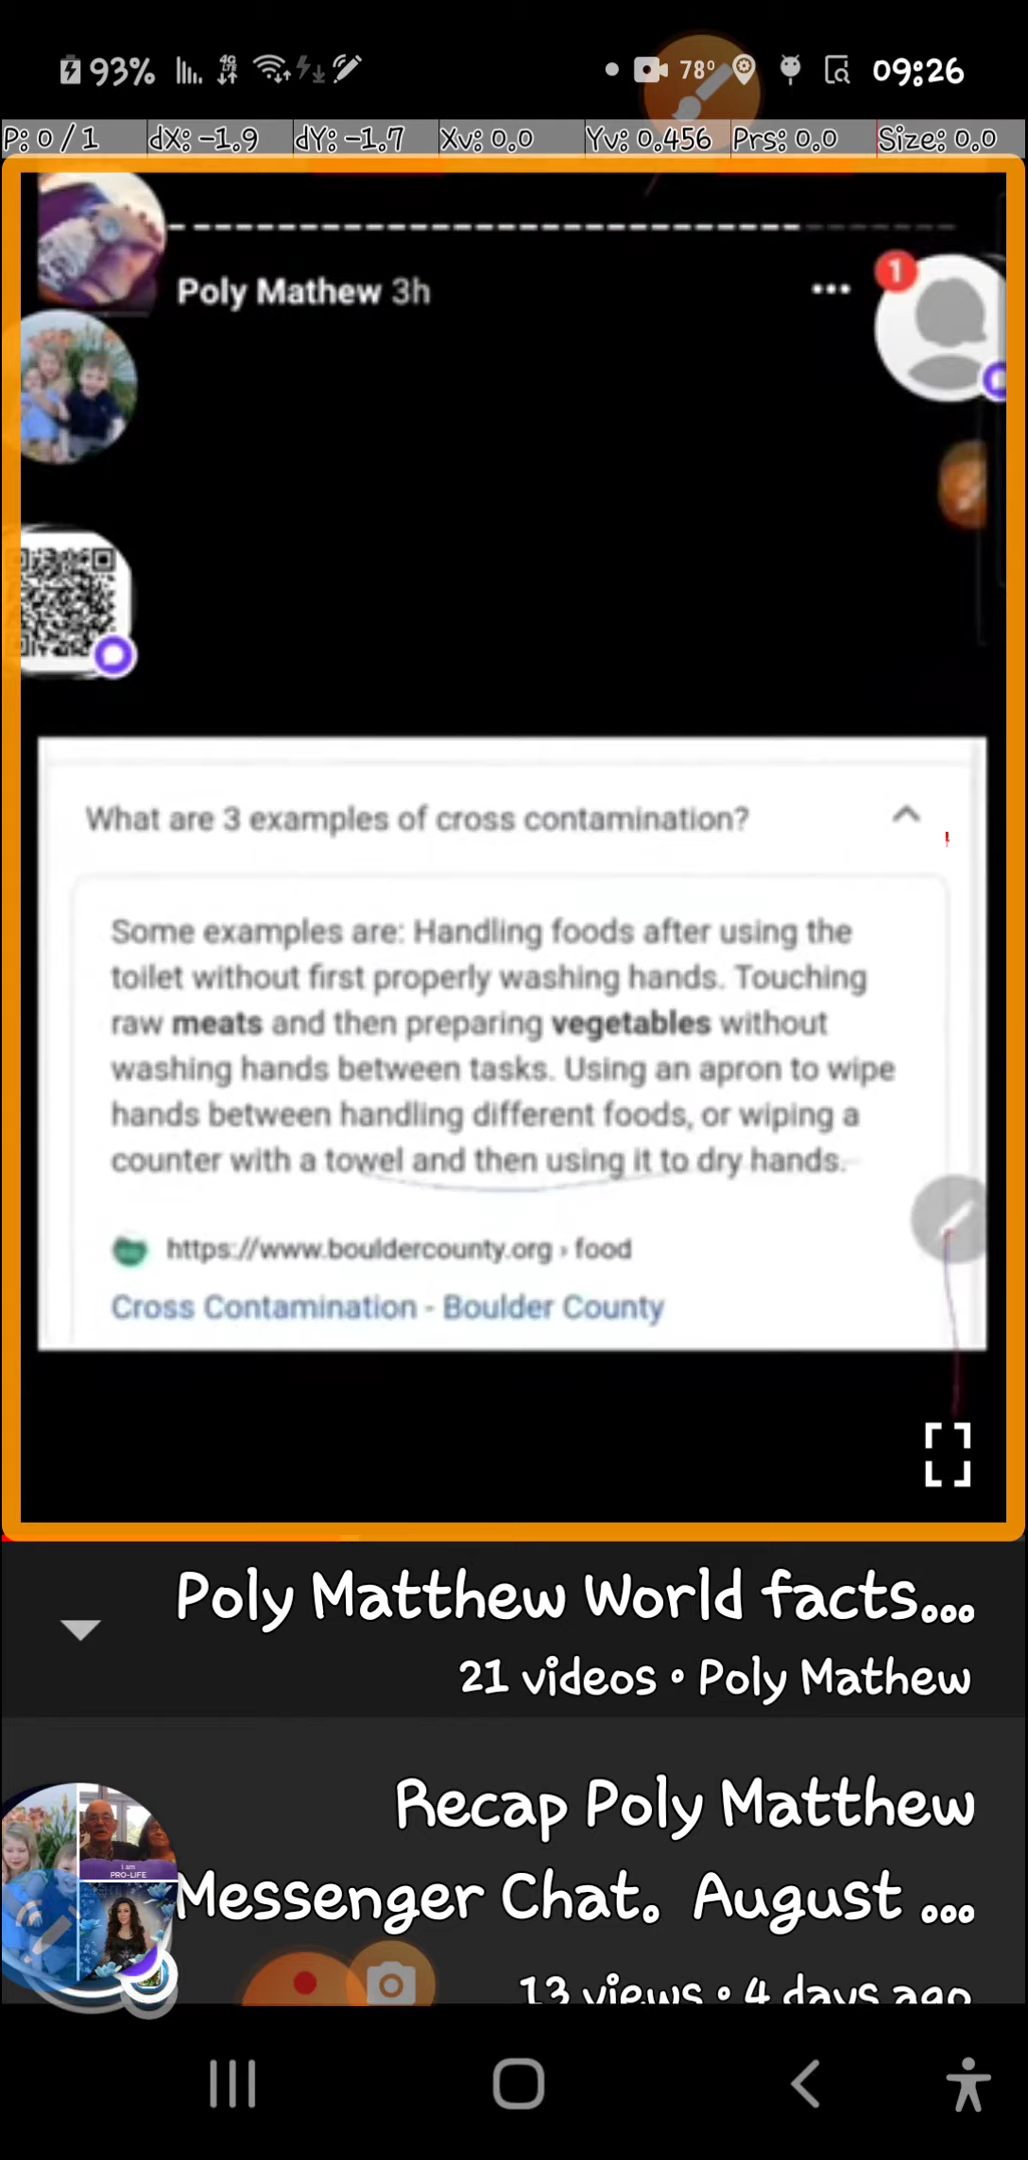 93% 4G 78° 09:26
P: 0 / 1 dX: -1.9 dY: -1.7 Xv: 0.0 Yv: 0.456 Prs: 0.0 Size: 0.0
Poly Mathew 3h
1
What are 3 examples of cross contamination?
Some examples are: Handling foods after using the
toilet without first properly washing hands. Touching
raw meats and then preparing vegetables without
washing hands between tasks. Using an apron to wipe
hands between handling different foods, or wiping a
counter with a towel and then using it to dry hands.
https://www.bouldercounty.org › food
Cross Contamination - Boulder County
Poly Matthew World facts...
21 videos • Poly Mathew
Recap Poly Matthew
Messenger Chat. August ...
i am
PRO-LIFE
13 views • 4 days ago